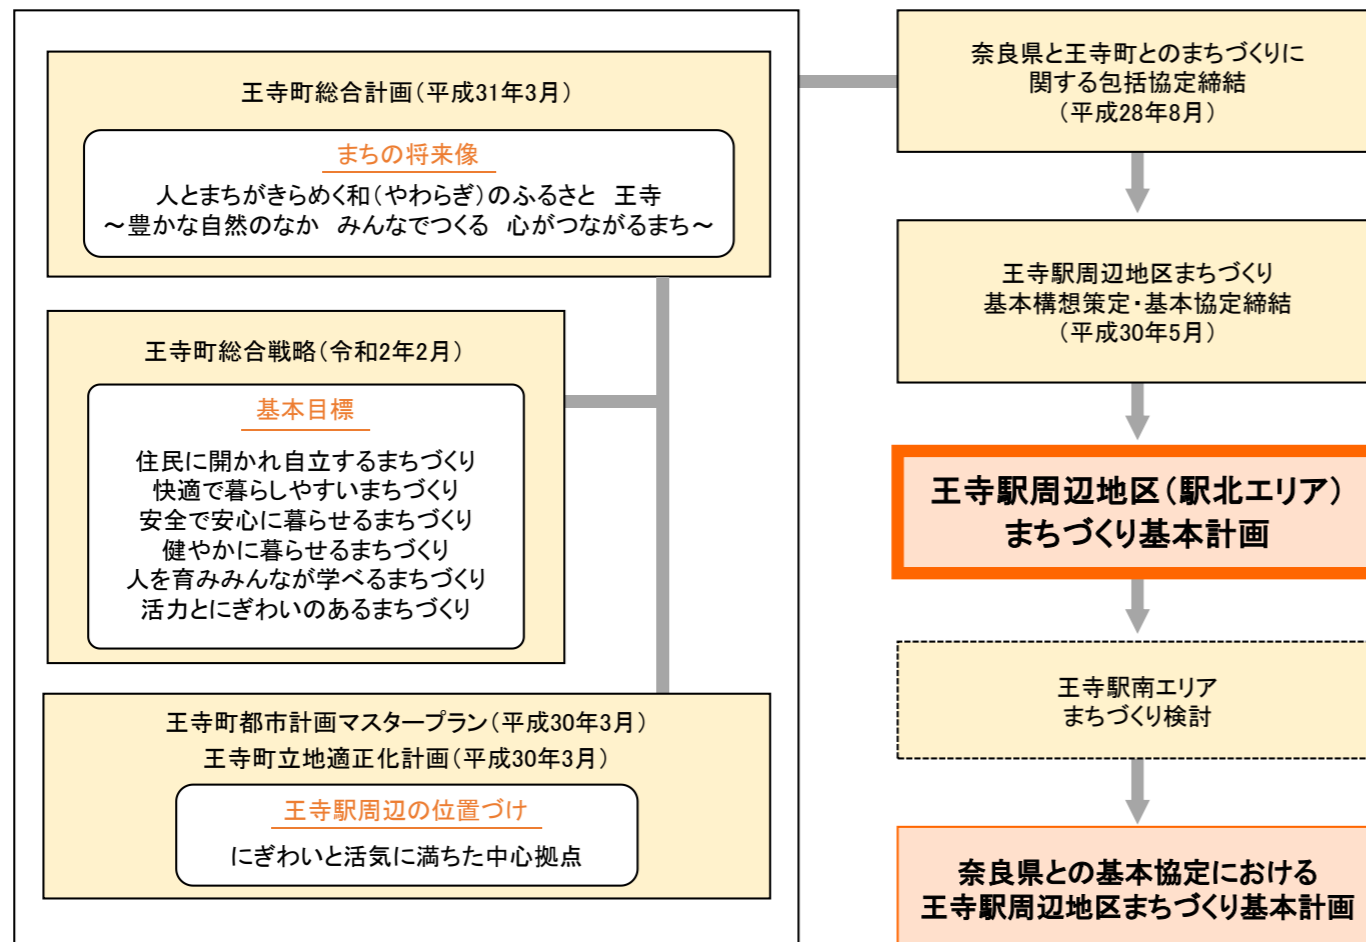 王寺町総合計画（平成31年3月）
まちの将来像
人とまちがきらめく和（やわらぎ）のふるさと　王寺
～豊かな自然のなか　みんなでつくる　心がつながるまち～
王寺町総合戦略（令和2年2月）
基本目標
住民に開かれ自立するまちづくり
快適で暮らしやすいまちづくり
安全で安心に暮らせるまちづくり
健やかに暮らせるまちづくり
人を育みみんなが学べるまちづくり
活力とにぎわいのあるまちづくり
王寺町都市計画マスタープラン（平成30年3月）
王寺町立地適正化計画（平成30年3月）
王寺駅周辺の位置づけ
にぎわいと活気に満ちた中心拠点
奈良県と王寺町とのまちづくりに
関する包括協定締結
（平成28年8月）
王寺駅周辺地区まちづくり
基本構想策定・基本協定締結
（平成30年5月）
王寺駅周辺地区（駅北エリア）
まちづくり基本計画
王寺駅南エリア
まちづくり検討
奈良県との基本協定における
王寺駅周辺地区まちづくり基本計画